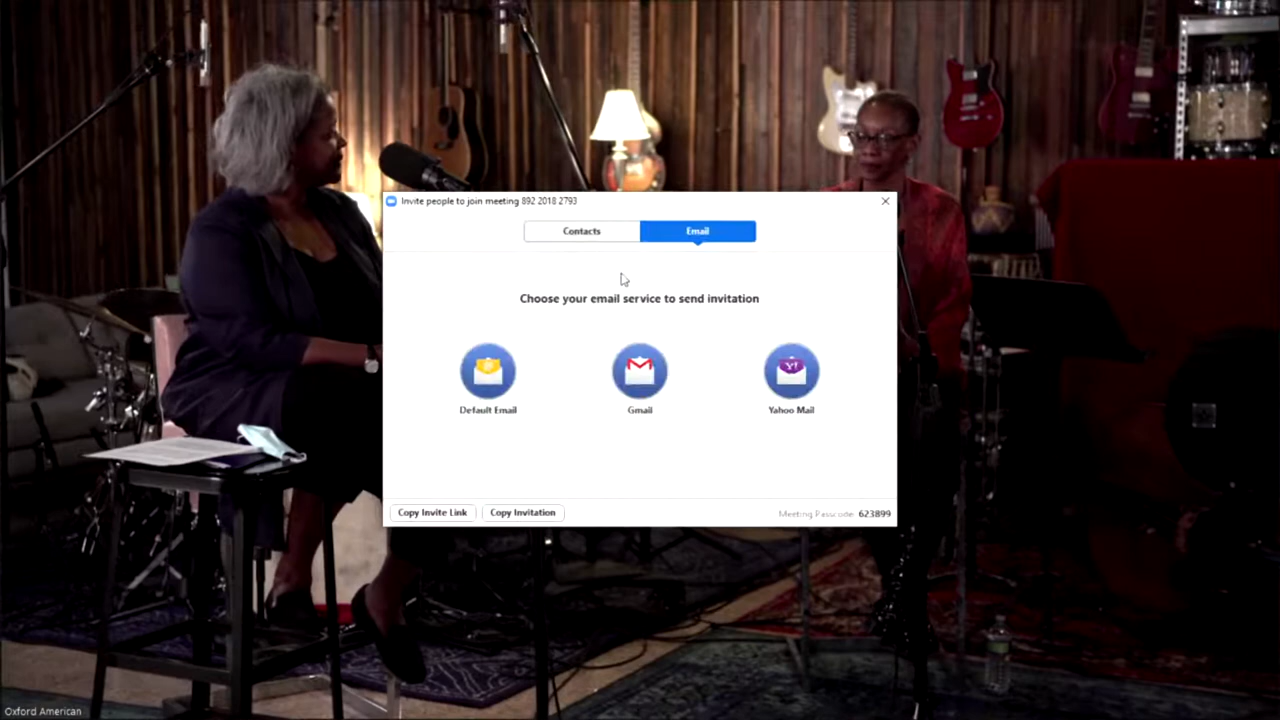 Invite people to join meeting 892 2018 2793
Contacts
Email
Choose your email service to send invitation
Default Email
Gmail
Y!
Yahoo Mail
Copy Invite Link
Copy Invitation
Meeting Passcode: 623899
Oxford American